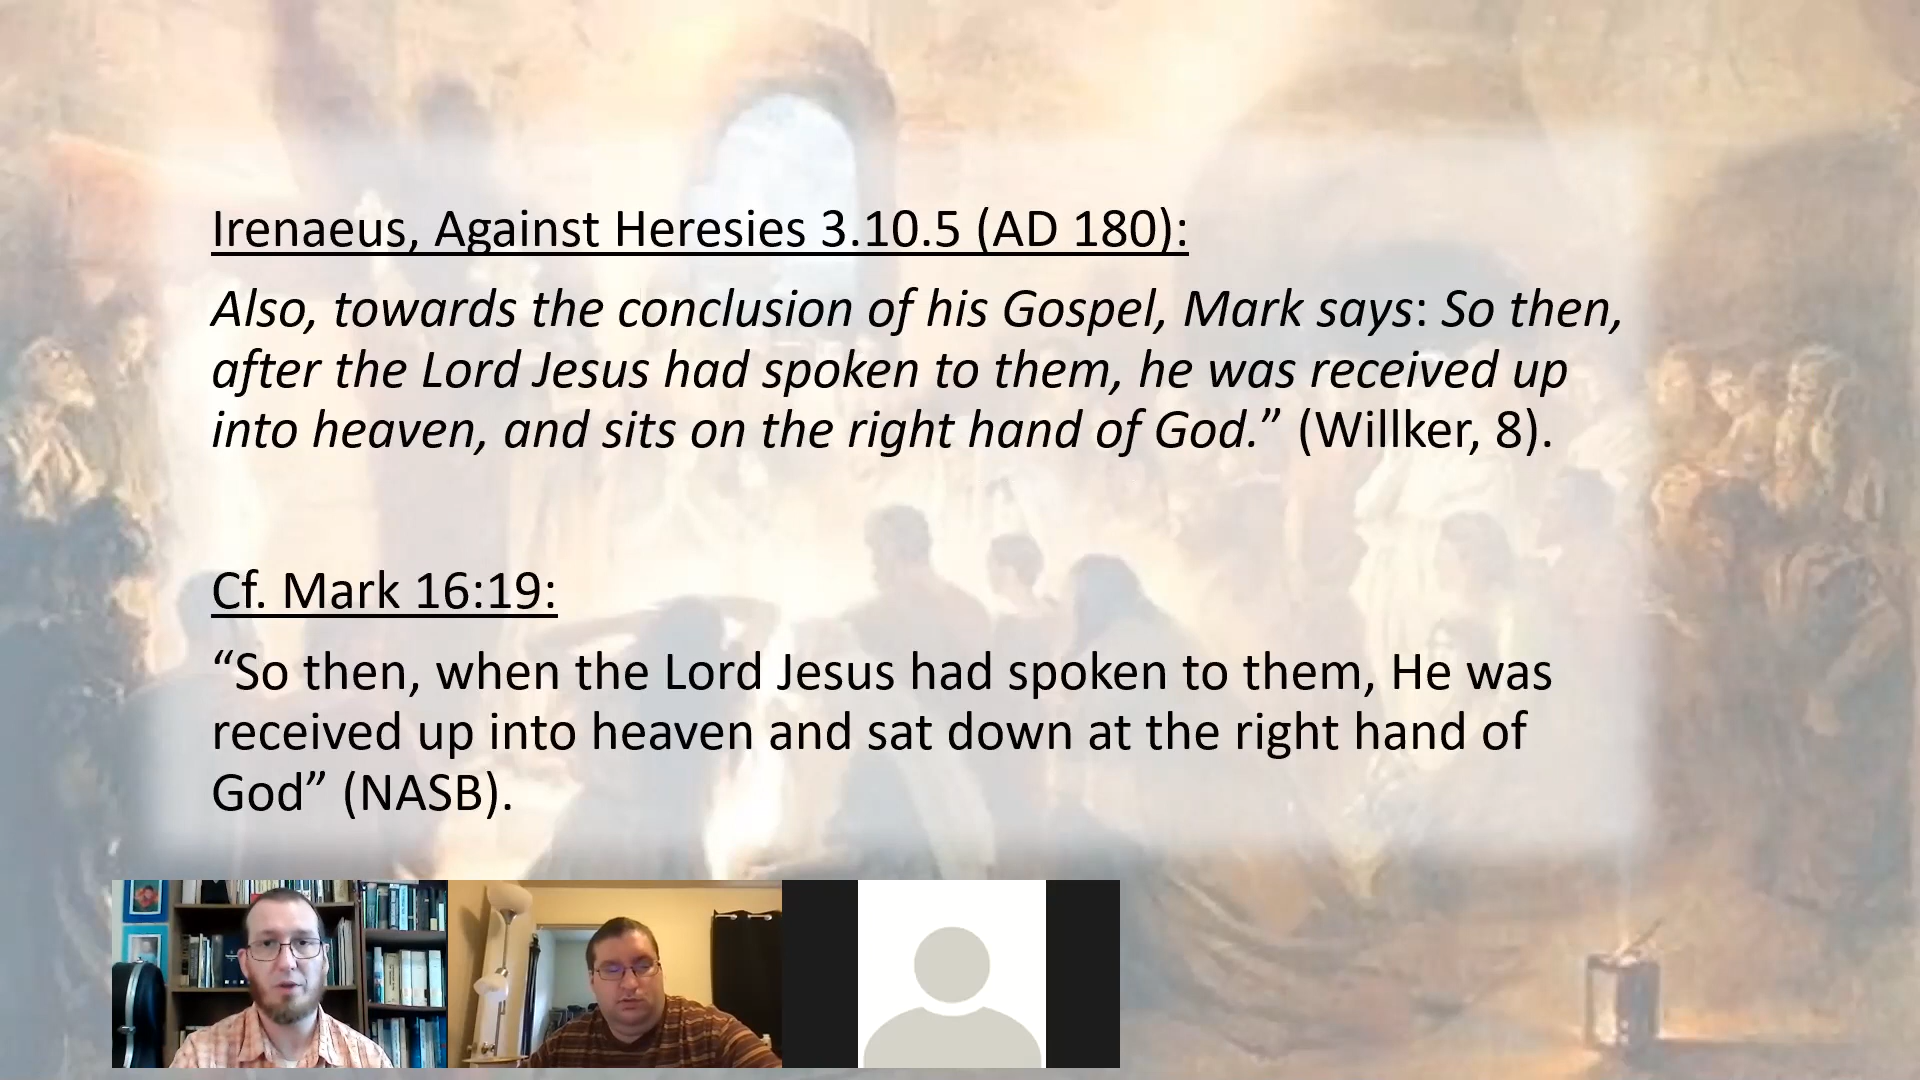 Irenaeus, Against Heresies 3.10.5 (AD 180):
Also, towards the conclusion of his Gospel, Mark says: So then,
after the Lord Jesus had spoken to them, he was received up
into heaven, and sits on the right hand of God.” (Willker, 8).
Cf. Mark 16:19:
“So then, when the Lord Jesus had spoken to them, He was
received up into heaven and sat down at the right hand of
God” (NASB).